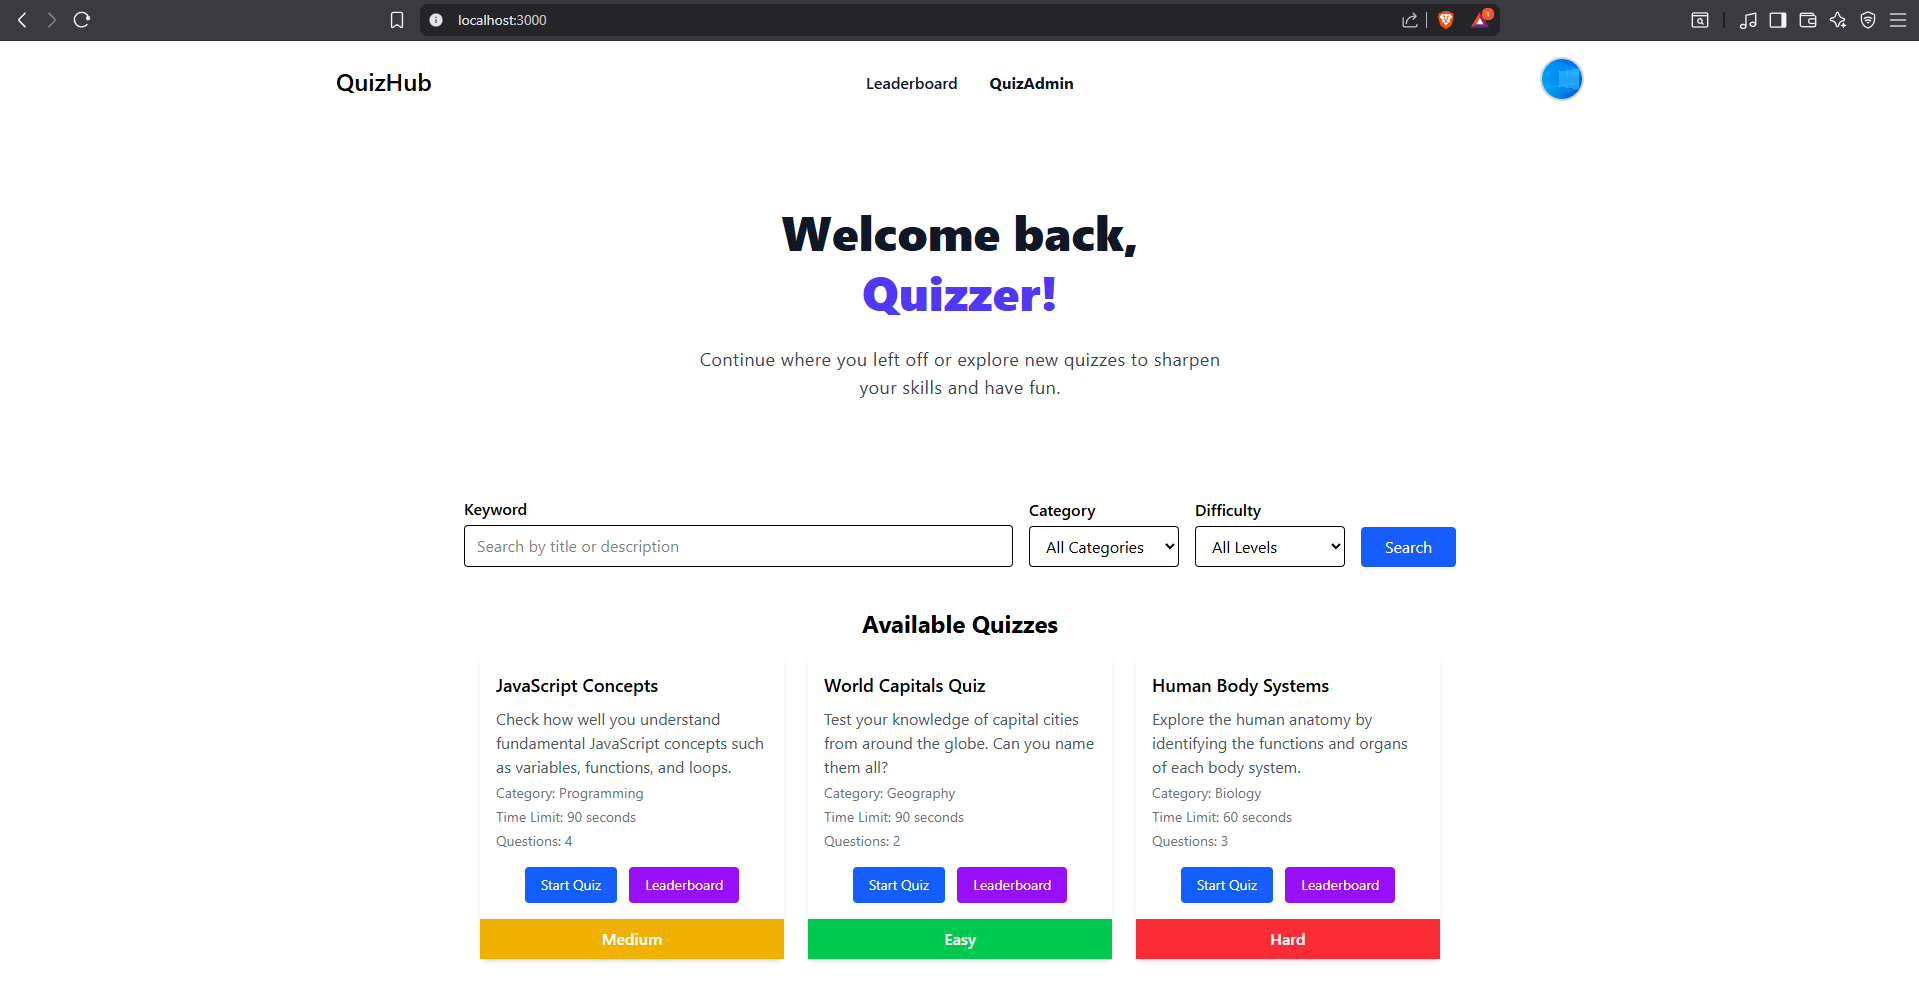 localhost:3000
1
QuizHub
Leaderboard
QuizAdmin
Welcome back,
Quizzer!
Continue where you left off or explore new quizzes to sharpen
your skills and have fun.
Keyword
Search by title or description
Category
All Categories
Difficulty
All Levels
Search
Available Quizzes
JavaScript Concepts
Check how well you understand
fundamental JavaScript concepts such
as variables, functions, and loops.
Category: Programming
Time Limit: 90 seconds
Questions: 4
Start Quiz
Leaderboard
Medium
World Capitals Quiz
Test your knowledge of capital cities
from around the globe. Can you name
them all?
Category: Geography
Time Limit: 90 seconds
Questions: 2
Start Quiz
Leaderboard
Easy
Human Body Systems
Explore the human anatomy by
identifying the functions and organs
of each body system.
Category: Biology
Time Limit: 60 seconds
Questions: 3
Start Quiz
Leaderboard
Hard